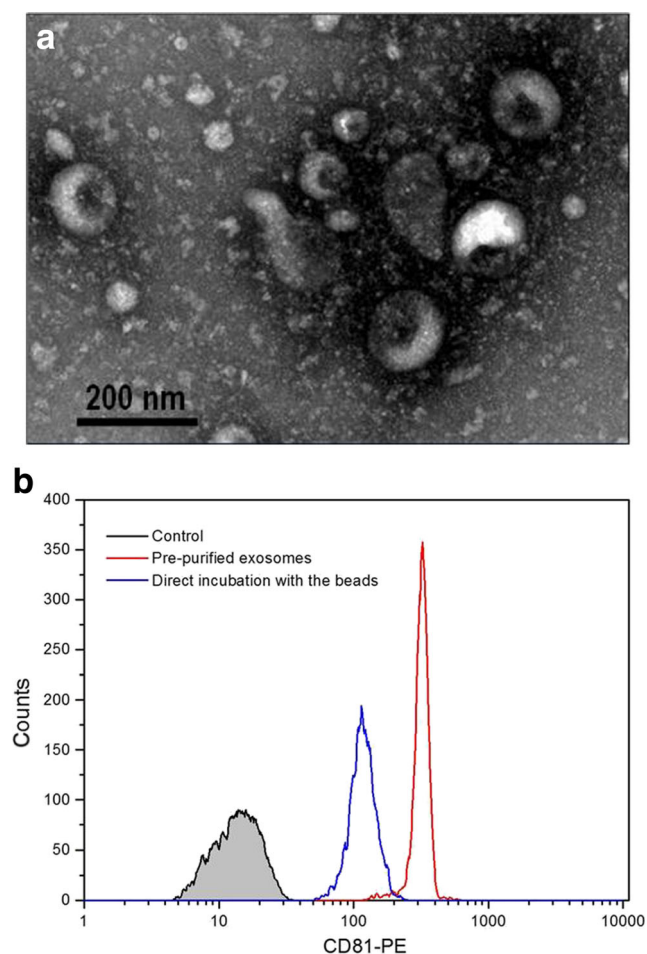 a
200 nm
b
400
350
300
250
200
150
100
50
0
Counts
Control
Pre-purified exosomes
Direct incubation with the beads
1 10 100 1000 10000
CD81-PE